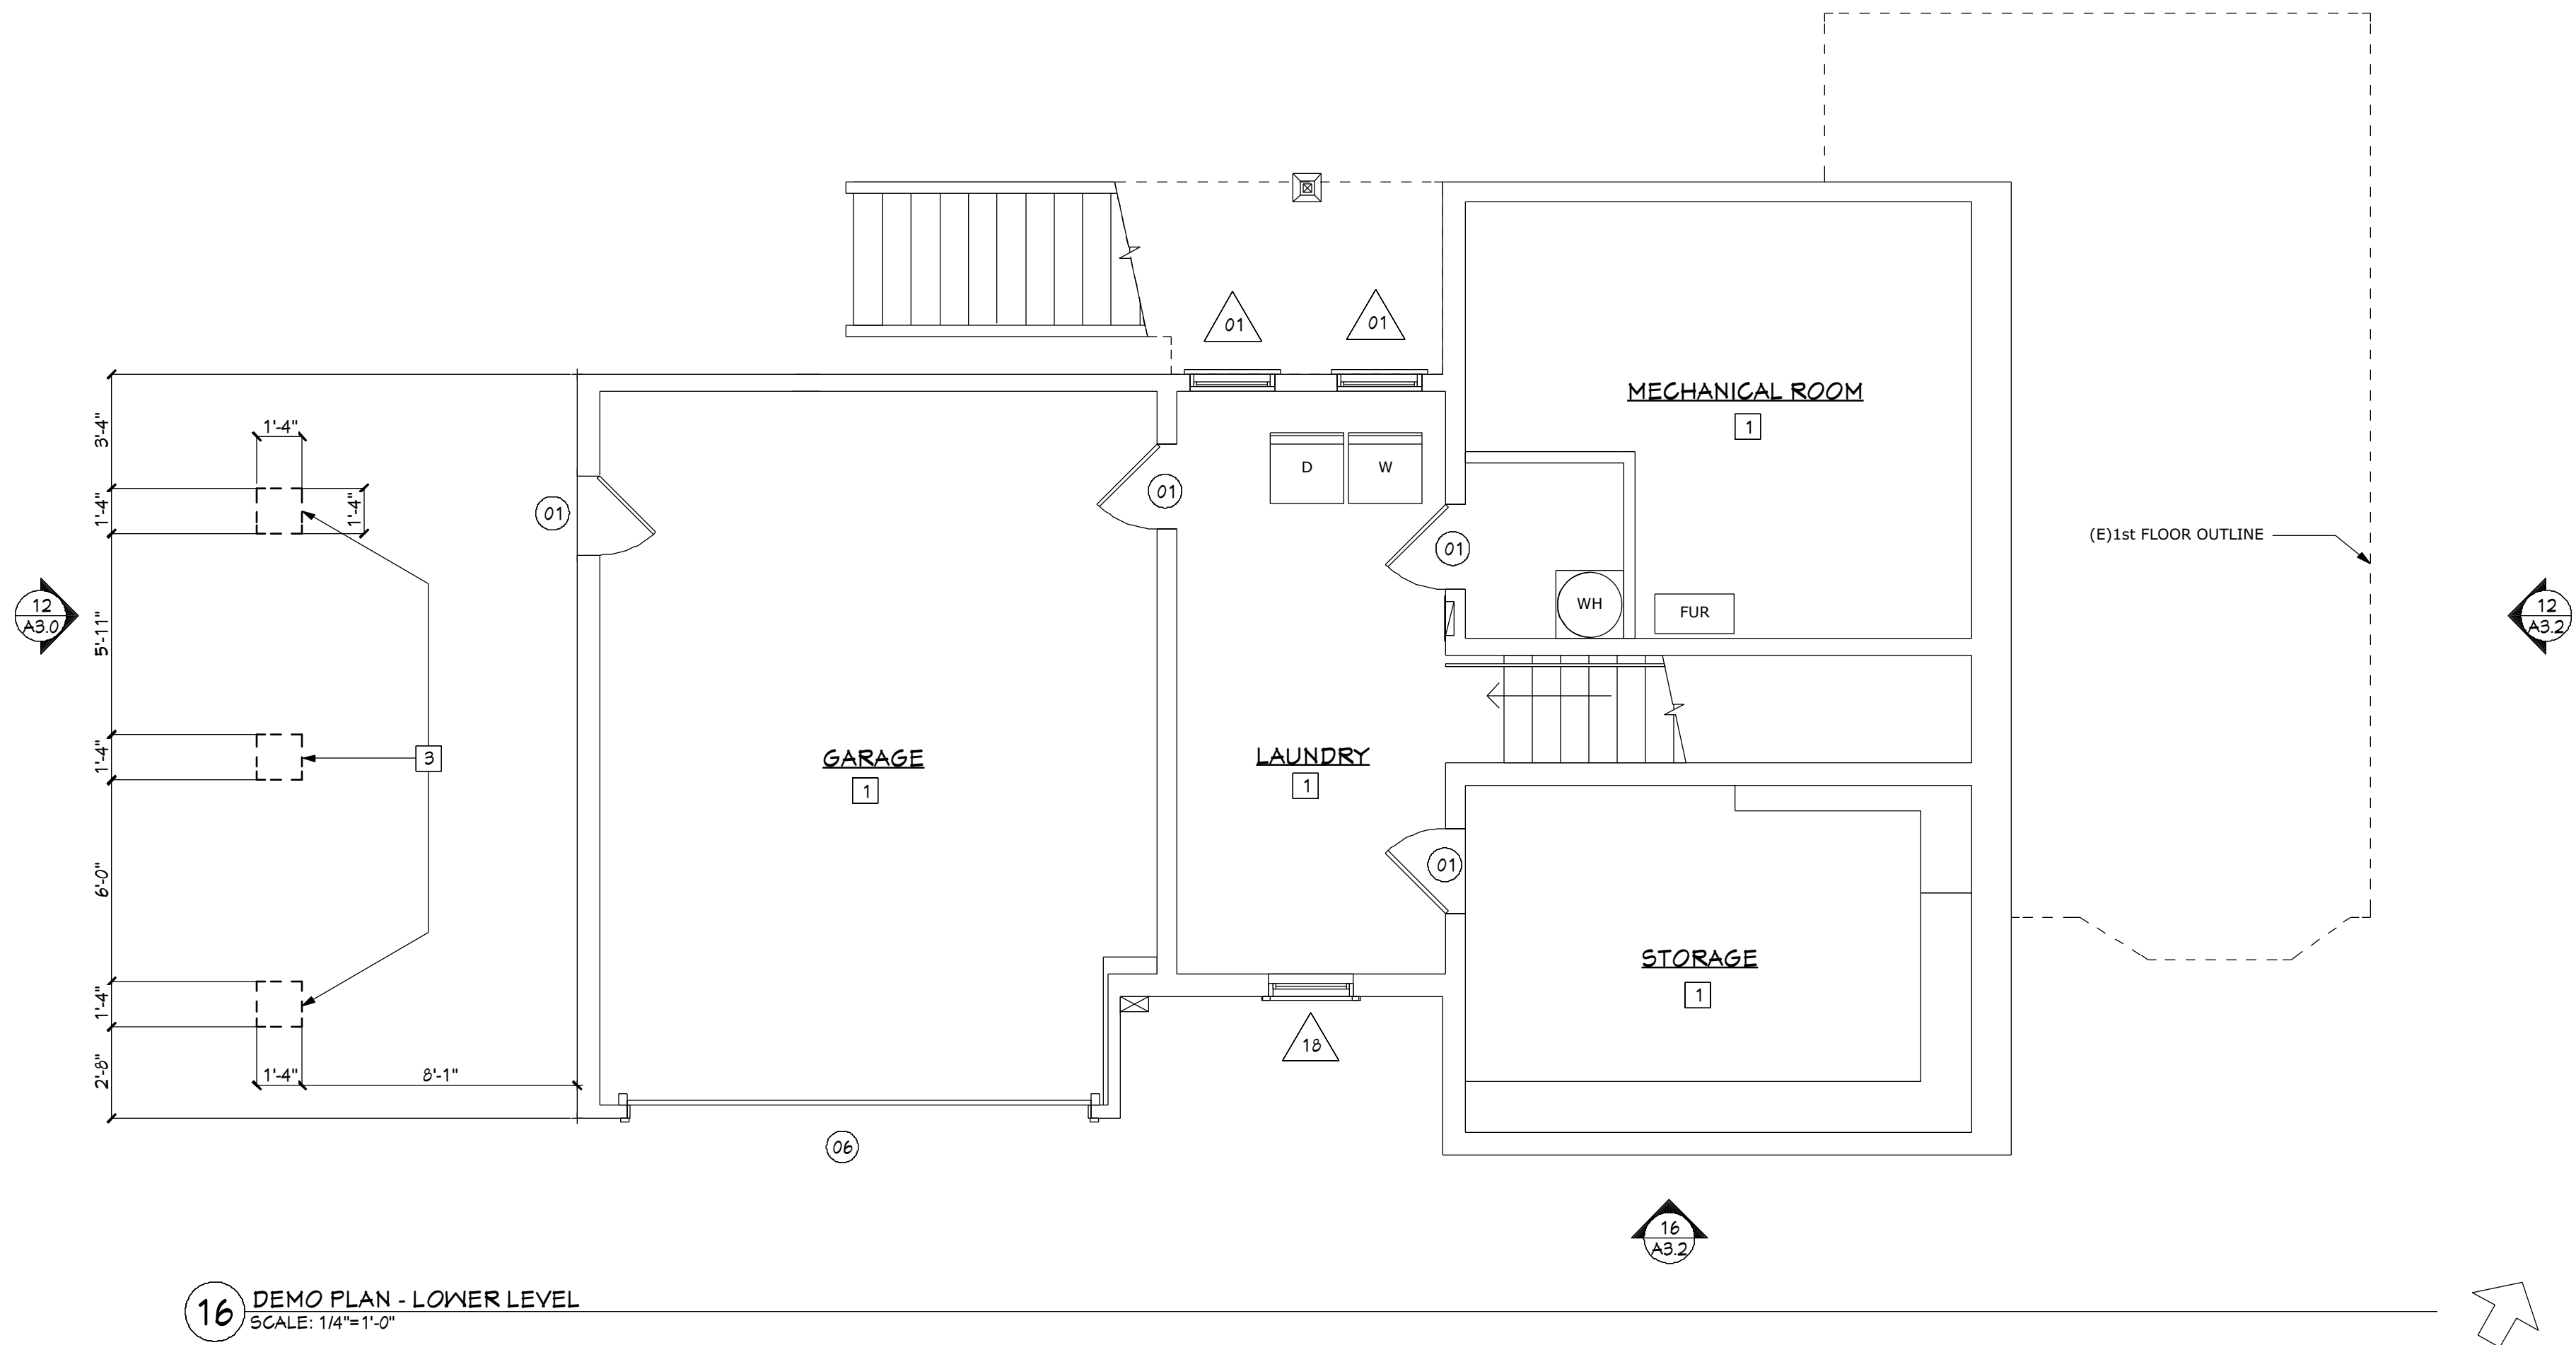 01
01
MECHANICAL ROOM
1
3'-4"
1'-4"
1'-4"
1'-4"
01
01
D
W
01
(E)1st FLOOR OUTLINE
12
A3.0
5'-11"
WH
FUR
12
A3.2
1'-4"
3
GARAGE
1
LAUNDRY
1
6'-0"
01
STORAGE
1
1'-4"
18
2'-8"
1'-4"
8'-1"
06
16
A3.2
16
DEMO PLAN - LOWER LEVEL
SCALE: 1/4"=1'-0"